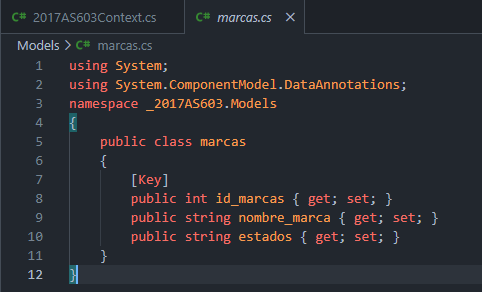 C# 2017AS603Context.cs C# marcas.cs ×
Models > C# marcas.cs
1 using System;
2 using System.ComponentModel.DataAnnotations;
3 namespace _2017AS603.Models
4 {
5 public class marcas
6 {
7 [Key]
8 public int id_marcas { get; set; }
9 public string nombre_marca { get; set; }
10 public string estados { get; set; }
11 }
12 }